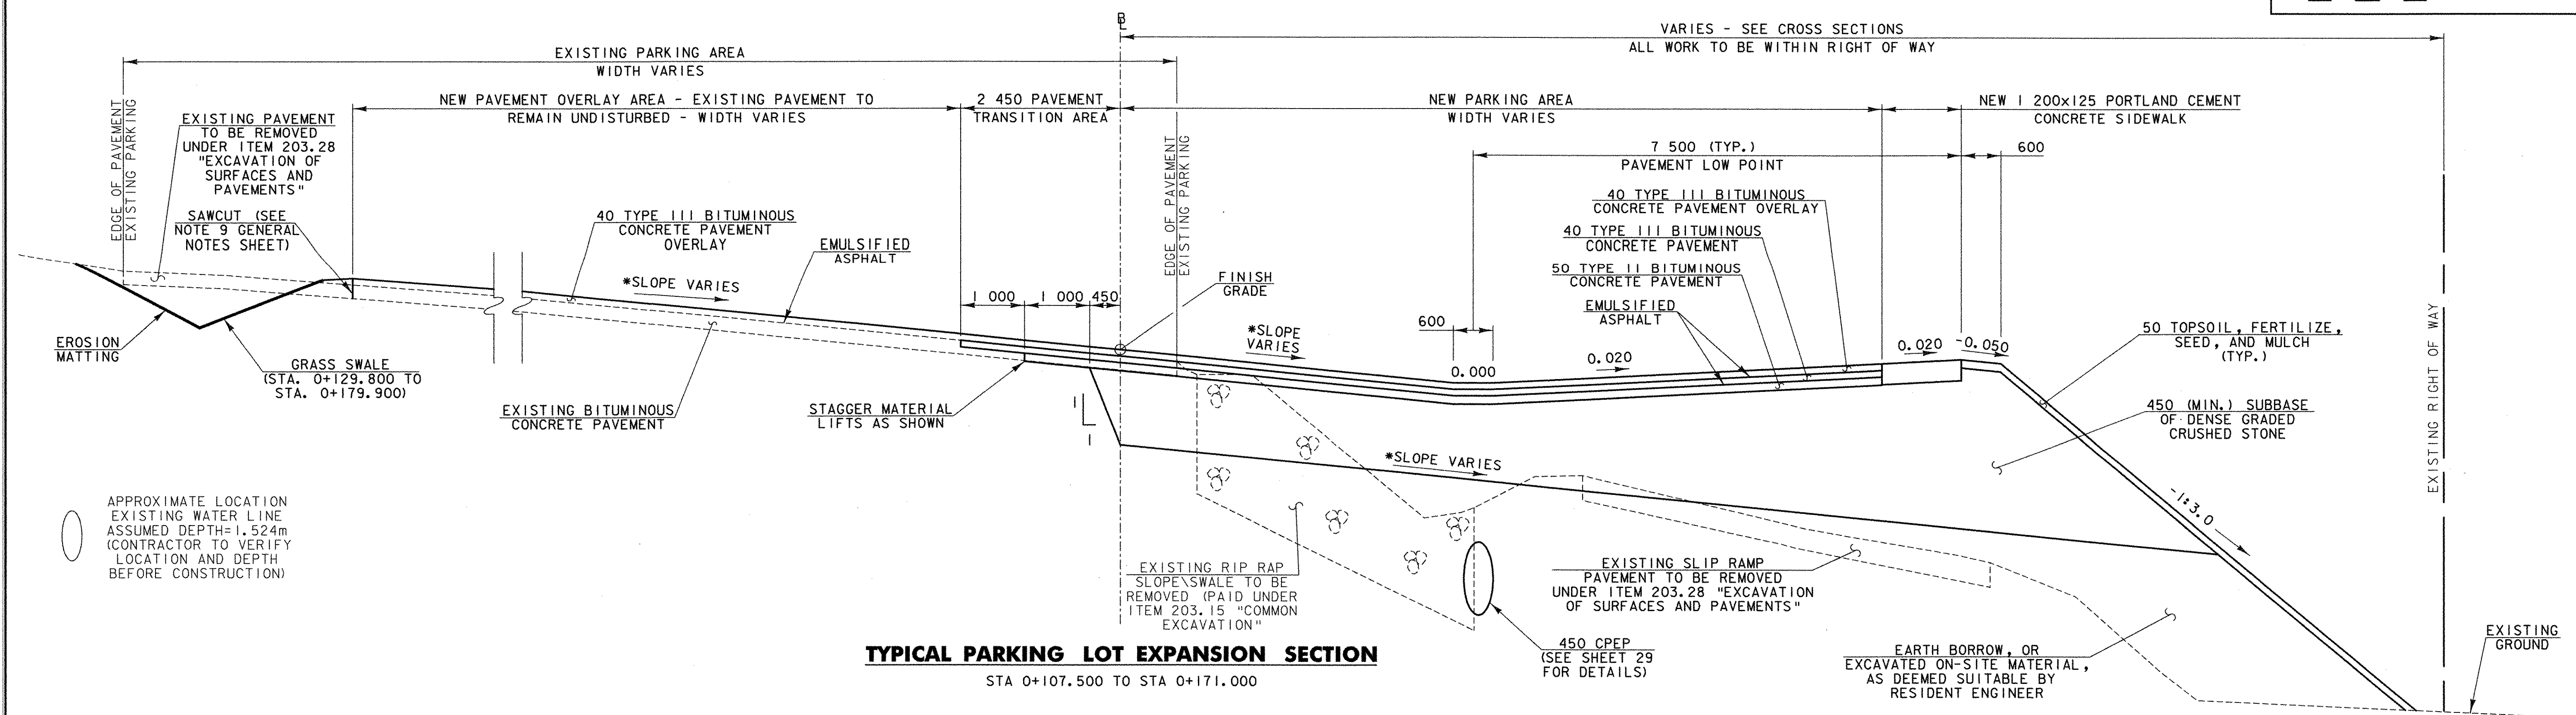 B
L
VARIES - SEE CROSS SECTIONS
ALL WORK TO BE WITHIN RIGHT OF WAY
EXISTING PARKING AREA
WIDTH VARIES
NEW PAVEMENT OVERLAY AREA - EXISTING PAVEMENT TO
REMAIN UNDISTURBED - WIDTH VARIES
2 450 PAVEMENT
TRANSITION AREA
NEW PARKING AREA
WIDTH VARIES
NEW 1 200x125 PORTLAND CEMENT
CONCRETE SIDEWALK
EDGE OF PAVEMENT
EXISTING PARKING
EXISTING PAVEMENT
TO BE REMOVED
UNDER ITEM 203.28
"EXCAVATION OF
SURFACES AND
PAVEMENTS"
SAWCUT (SEE
NOTE 9 GENERAL
NOTES SHEET)
40 TYPE III BITUMINOUS
CONCRETE PAVEMENT
OVERLAY
EMULSIFIED
ASPHALT
*SLOPE VARIES
EDGE OF PAVEMENT
EXISTING PARKING
7 500 (TYP.)
PAVEMENT LOW POINT
600
40 TYPE III BITUMINOUS
CONCRETE PAVEMENT OVERLAY
40 TYPE III BITUMINOUS
CONCRETE PAVEMENT
50 TYPE II BITUMINOUS
CONCRETE PAVEMENT
EMULSIFIED
ASPHALT
FINISH
GRADE
1 000
1 000
450
*SLOPE
VARIES
600
0.000
0.020
0.020
-0.050
50 TOPSOIL, FERTILIZE,
SEED, AND MULCH
(TYP.)
450 (MIN.) SUBBASE
OF DENSE GRADED
CRUSHED STONE
EXISTING RIGHT OF WAY
EROSION
MATTING
GRASS SWALE
(STA. 0+129.800 TO
STA. 0+179.900)
EXISTING BITUMINOUS
CONCRETE PAVEMENT
STAGGER MATERIAL
LIFTS AS SHOWN
1
1
*SLOPE VARIES
-1:3.0
APPROXIMATE LOCATION
EXISTING WATER LINE
ASSUMED DEPTH=1.524m
(CONTRACTOR TO VERIFY
LOCATION AND DEPTH
BEFORE CONSTRUCTION)
EXISTING RIP RAP
SLOPE\SWALE TO BE
REMOVED (PAID UNDER
ITEM 203.15 "COMMON
EXCAVATION"
EXISTING SLIP RAMP
PAVEMENT TO BE REMOVED
UNDER ITEM 203.28 "EXCAVATION
OF SURFACES AND PAVEMENTS"
450 CPEP
(SEE SHEET 29
FOR DETAILS)
EARTH BORROW, OR
EXCAVATED ON-SITE MATERIAL,
AS DEEMED SUITABLE BY
RESIDENT ENGINEER
EXISTING
GROUND
TYPICAL PARKING LOT EXPANSION SECTION
STA 0+107.500 TO STA 0+171.000